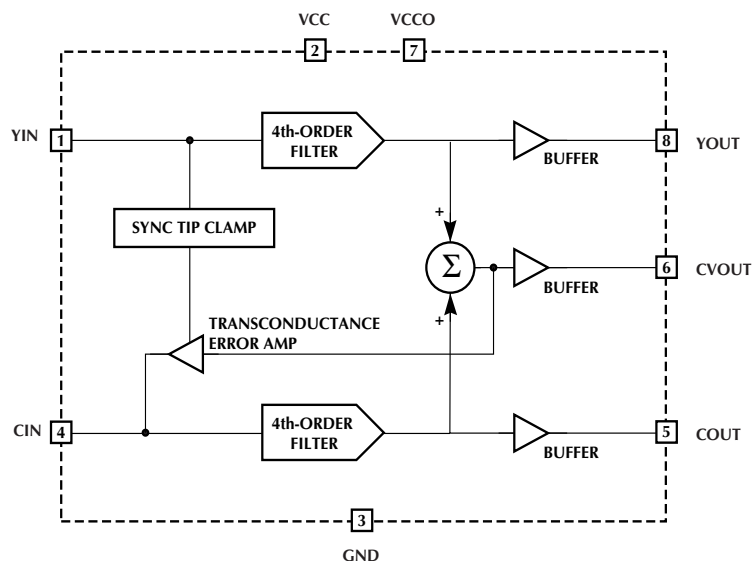 VCC
VCCO
2
7
YIN
1
4th-ORDER
FILTER
BUFFER
8
YOUT
SYNC TIP CLAMP
+
Σ
BUFFER
6
CVOUT
+
TRANSCONDUCTANCE
ERROR AMP
CIN
4
4th-ORDER
FILTER
BUFFER
5
COUT
3
GND